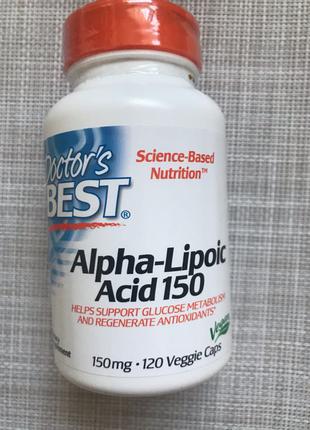 Doctor's
BEST®
Science-Based
Nutrition™
Alpha-Lipoic
Acid 150
HELPS SUPPORT GLUCOSE METABOLISM
AND REGENERATE ANTIOXIDANTS*
150mg • 120 Veggie Caps